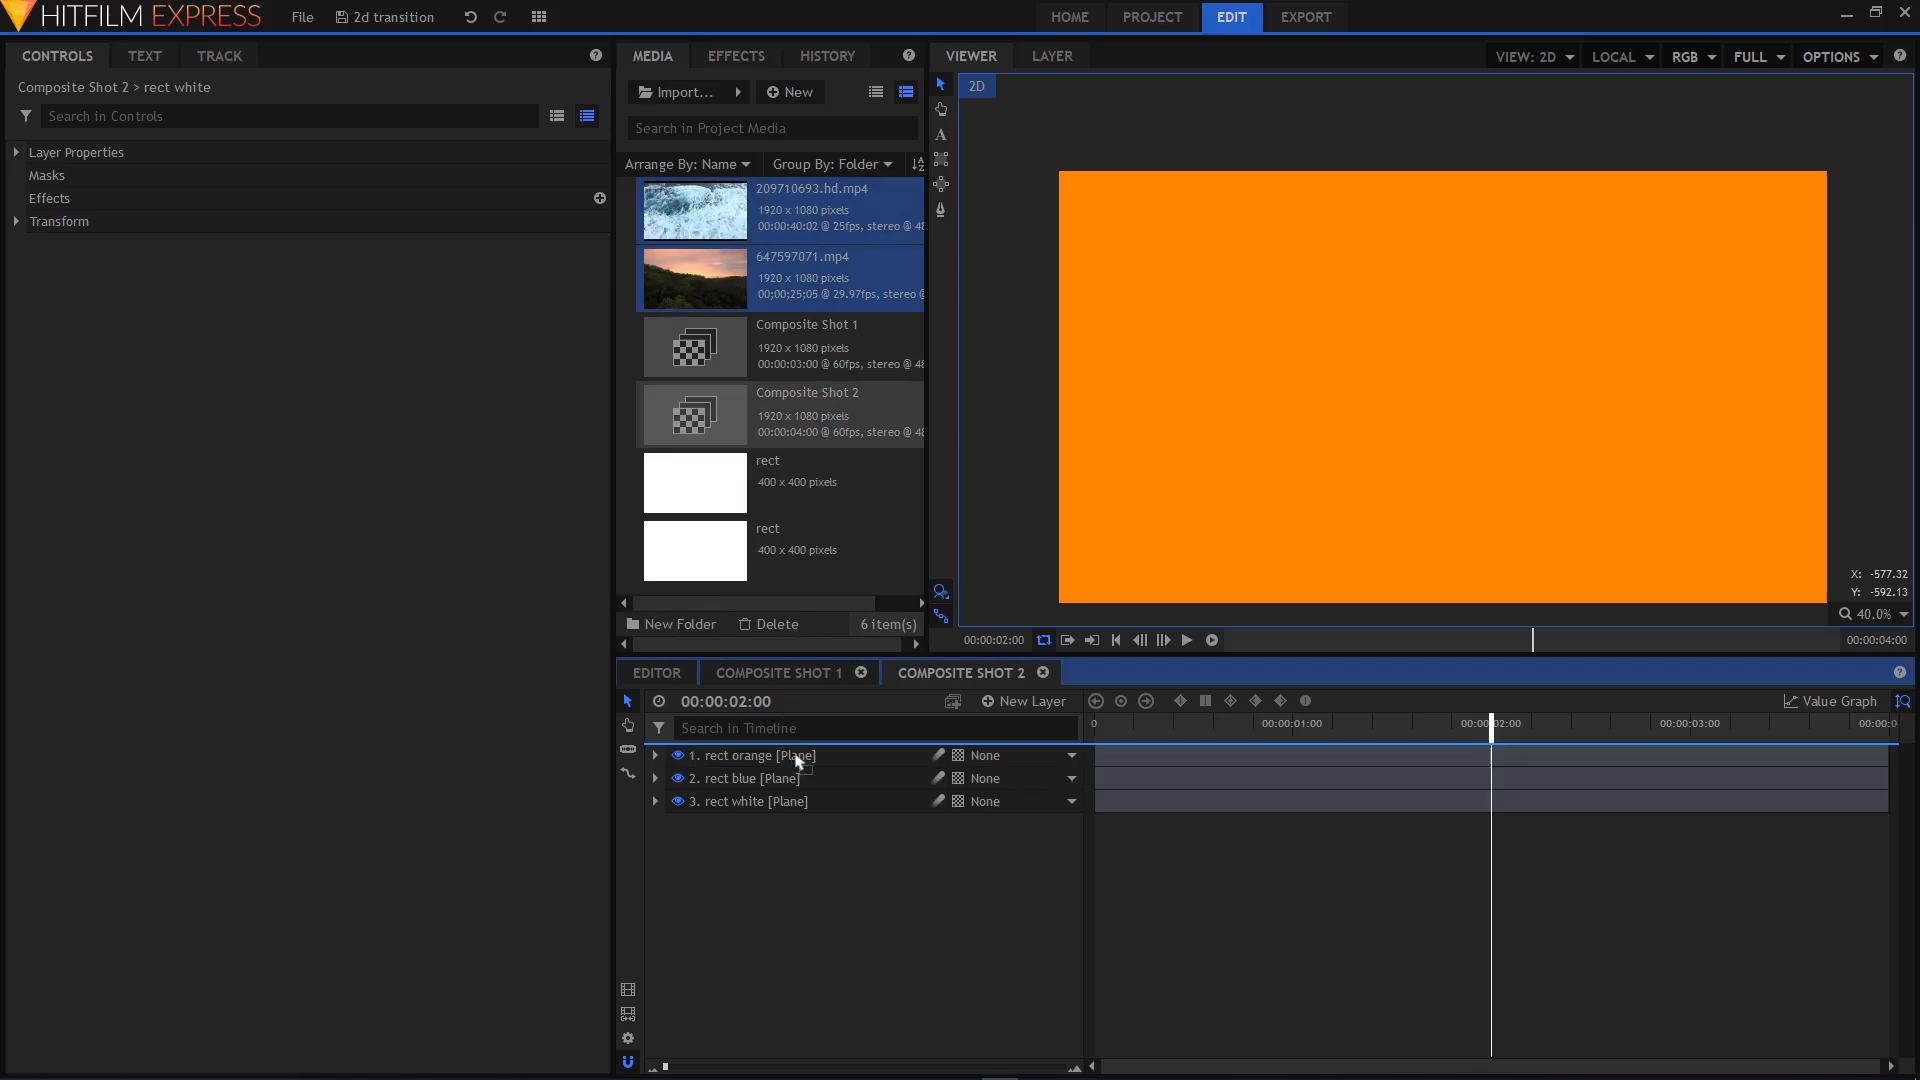 HITFILM EXPRESS
File
2d transition
HOME
PROJECT
EDIT
EXPORT
CONTROLS
TEXT
TRACK
Composite Shot 2 > rect white
Search in Controls
Layer Properties
Masks
Effects
Transform
MEDIA
EFFECTS
HISTORY
Import...
New
Search in Project Media
Arrange By: Name
Group By: Folder
209710693.hd.mp4
1920 x 1080 pixels
00:00:40:02 @ 25fps, stereo @ 48
647597071.mp4
1920 x 1080 pixels
00;00;25;05 @ 29.97fps, stereo @
Composite Shot 1
1920 x 1080 pixels
00:00:03:00 @ 60fps, stereo @ 48
Composite Shot 2
1920 x 1080 pixels
00:00:04:00 @ 60fps, stereo @ 48
rect
400 x 400 pixels
rect
400 x 400 pixels
New Folder
Delete
6 item(s)
VIEWER
LAYER
VIEW: 2D
LOCAL
RGB
FULL
OPTIONS
2D
X: -577.32
Y: -592.13
40.0%
00:00:02:00
00:00:04:00
EDITOR
COMPOSITE SHOT 1
COMPOSITE SHOT 2
00:00:02:00
New Layer
Value Graph
Search in Timeline
0
00:00:01:00
00:00:02:00
00:00:03:00
00:00:0
1. rect orange [Plane]
None
2. rect blue [Plane]
None
3. rect white [Plane]
None